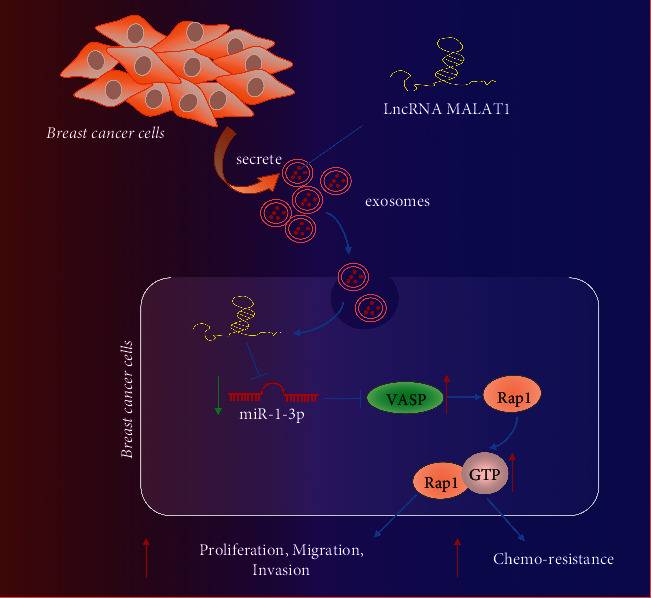 LncRNA MALAT1
Breast cancer cells
secrete
exosomes
Breast cancer cells
miR-1-3p
VASP
Rap1
Rap1
GTP
Proliferation, Migration,
Invasion
Chemo-resistance